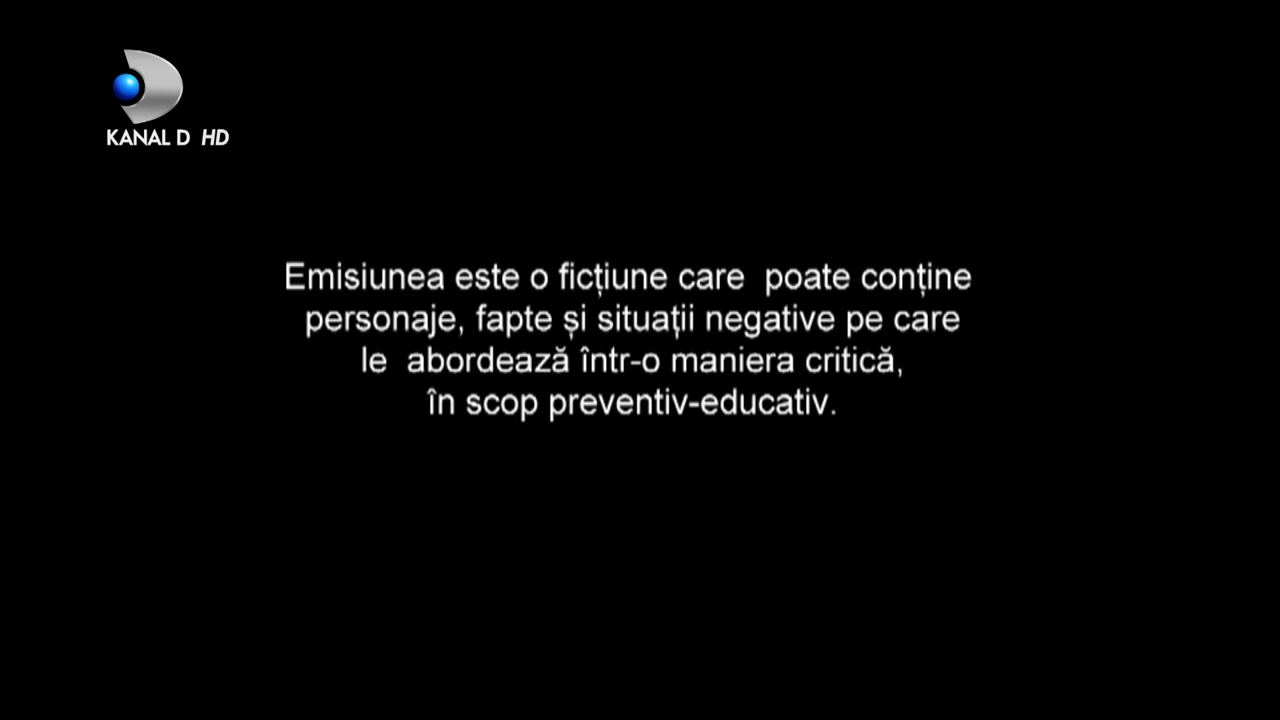 KANAL D HD
Emisiunea este o ficțiune care poate conține
personaje, fapte și situații negative pe care
le abordează într-o maniera critică,
în scop preventiv-educativ.